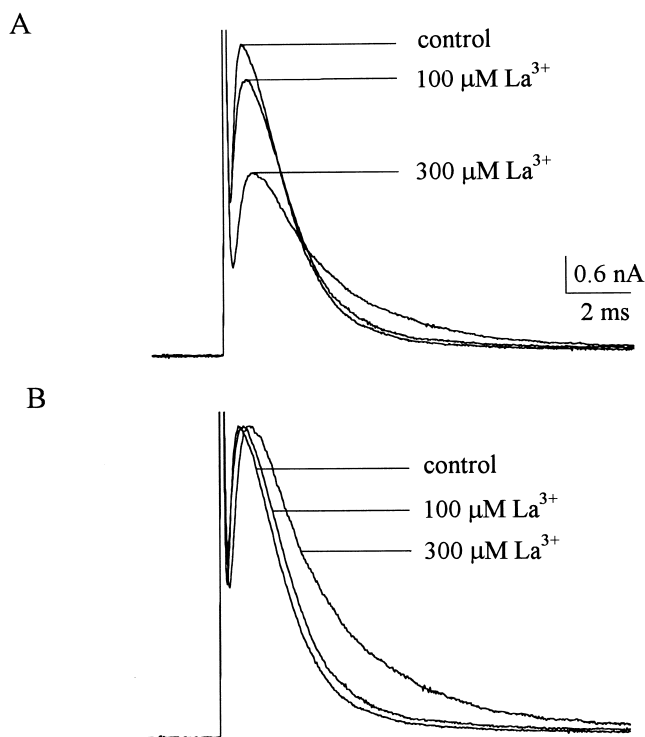 A
control
100 μM La³⁺
300 μM La³⁺
0.6 nA
2 ms
B
control
100 μM La³⁺
300 μM La³⁺